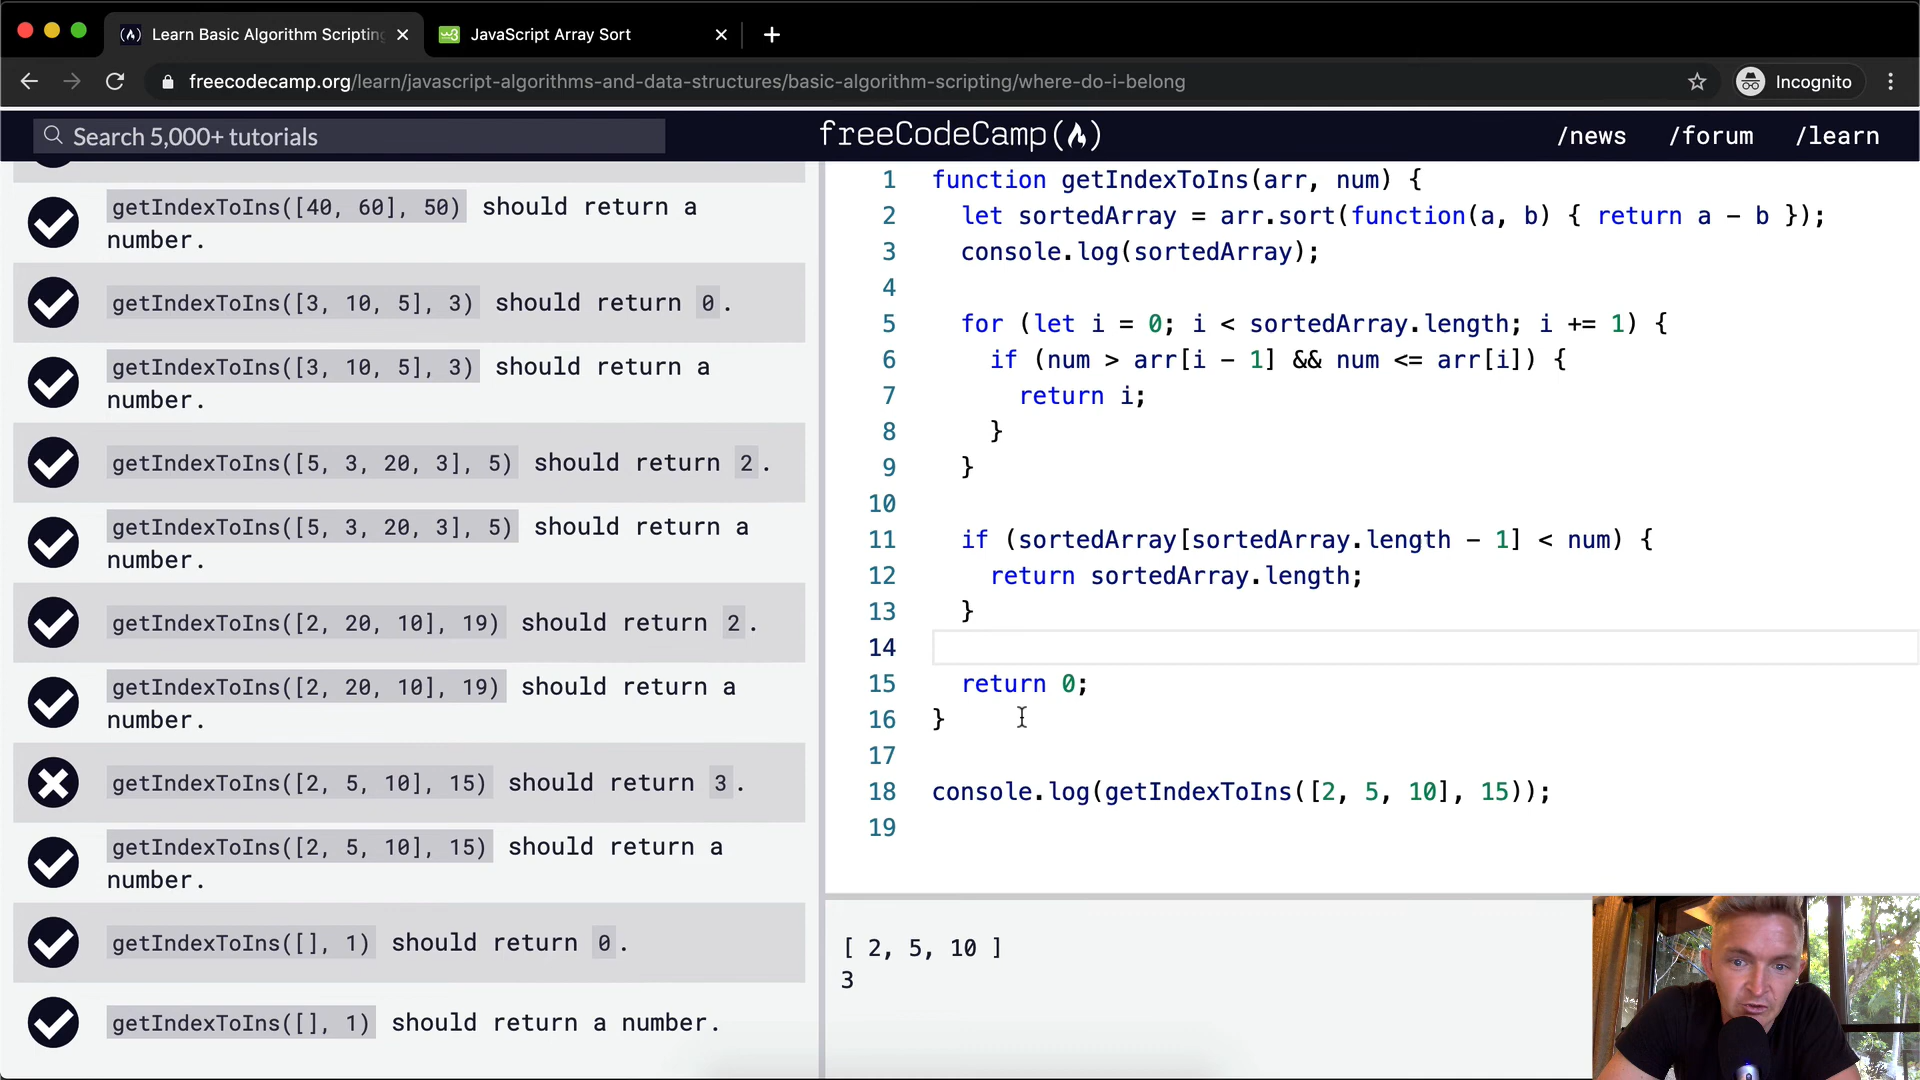 Learn Basic Algorithm Scripting
JavaScript Array Sort
freecodecamp.org/learn/javascript-algorithms-and-data-structures/basic-algorithm-scripting/where-do-i-belong
Incognito
Search 5,000+ tutorials
freeCodeCamp
/news
/forum
/learn
getIndexToIns([40, 60], 50) should return a
number.
getIndexToIns([3, 10, 5], 3) should return 0.
getIndexToIns([3, 10, 5], 3) should return a
number.
getIndexToIns([5, 3, 20, 3], 5) should return 2.
getIndexToIns([5, 3, 20, 3], 5) should return a
number.
getIndexToIns([2, 20, 10], 19) should return 2.
getIndexToIns([2, 20, 10], 19) should return a
number.
getIndexToIns([2, 5, 10], 15) should return 3.
getIndexToIns([2, 5, 10], 15) should return a
number.
getIndexToIns([], 1) should return 0.
getIndexToIns([], 1) should return a number.
1 function getIndexToIns(arr, num) {
2 let sortedArray = arr.sort(function(a, b) { return a - b });
3 console.log(sortedArray);
4
5 for (let i = 0; i < sortedArray.length; i += 1) {
6 if (num > arr[i - 1] && num <= arr[i]) {
7 return i;
8 }
9 }
10
11 if (sortedArray[sortedArray.length - 1] < num) {
12 return sortedArray.length;
13 }
14
15 return 0;
16 }
17
18 console.log(getIndexToIns([2, 5, 10], 15));
19
[ 2, 5, 10 ]
3